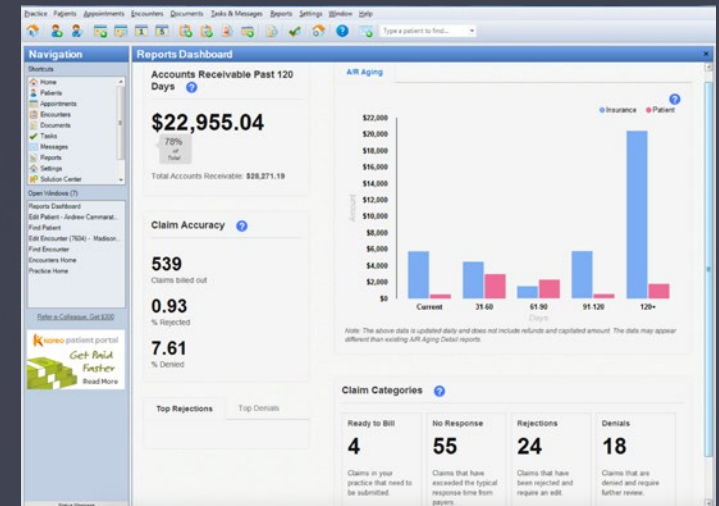 Practice Patients Appointments Encounters Documents Tasks & Messages Reports Settings Window Help
Type a patient to find...
Navigation
Shortcuts
Home
Patients
Appointments
Encounters
Documents
Tasks
Messages
Reports
Settings
Solution Center
Open Windows (7)
Reports Dashboard
Edit Patient - Andrew Cammarat...
Find Patient
Edit Encounter (7604) - Madison...
Find Encounter
Encounters Home
Practice Home
Refer a Colleague, Get $300
kareo patient portal
Get Paid
Faster
Read More
Reports Dashboard
Accounts Receivable Past 120
Days ?
$22,955.04
78%
of
Total
Total Accounts Receivable: $28,271.19
Claim Accuracy ?
539
Claims billed out
0.93
% Rejected
7.61
% Denied
Top Rejections Top Denials
A/R Aging
?
Insurance Patient
Amount
$22,000
$20,000
$18,000
$16,000
$14,000
$12,000
$10,000
$8,000
$6,000
$4,000
$2,000
$0
Current 31-60 61-90 91-120 120+
Days
Note: The above data is updated daily and does not include refunds and capitated amount. The data may appear
different than existing A/R Aging Detail reports.
Claim Categories ?
Ready to Bill
4
Claims in your
practice that need to
be submitted.
No Response
55
Claims that have
exceeded the typical
response time from
payers.
Rejections
24
Claims that have
been rejected and
require an edit.
Denials
18
Claims that are
denied and require
further review.